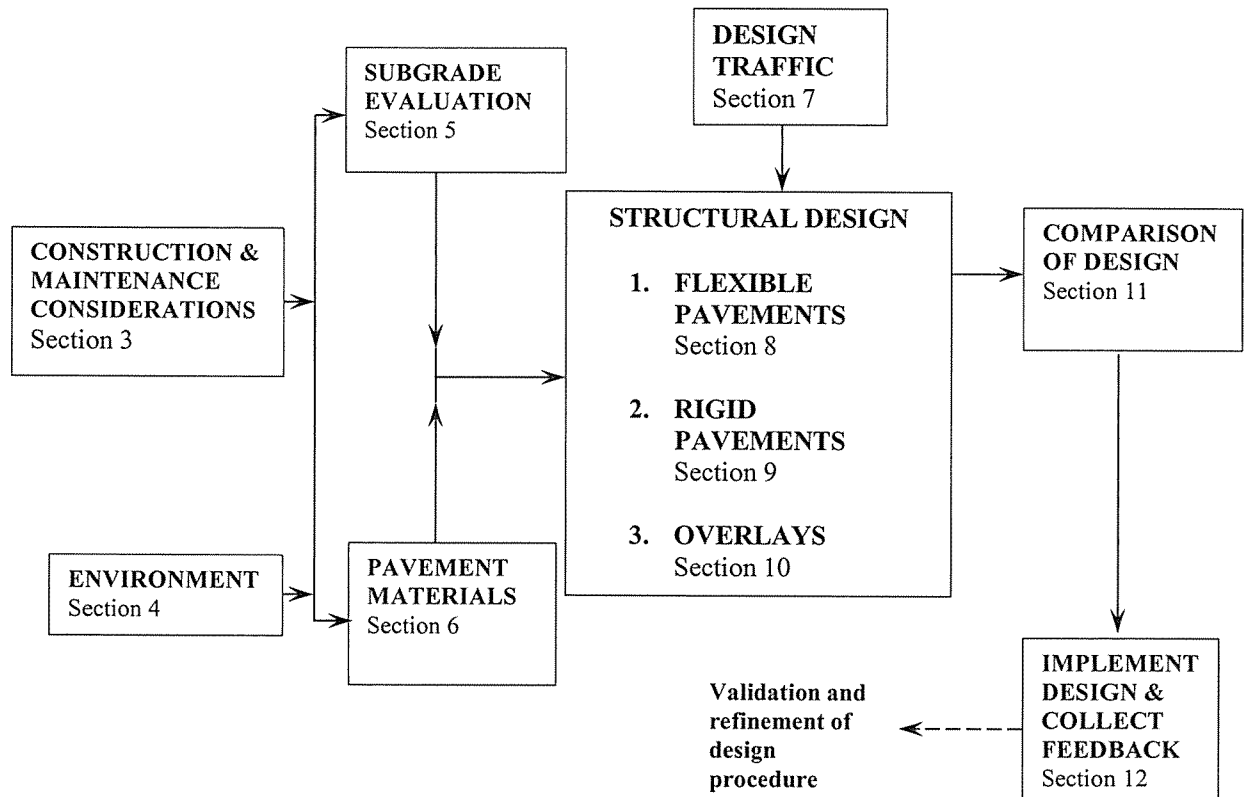 DESIGN
TRAFFIC
Section 7
SUBGRADE
EVALUATION
Section 5
CONSTRUCTION &
MAINTENANCE
CONSIDERATIONS
Section 3
STRUCTURAL DESIGN
1. FLEXIBLE
PAVEMENTS
Section 8
2. RIGID
PAVEMENTS
Section 9
3. OVERLAYS
Section 10
COMPARISON
OF DESIGN
Section 11
ENVIRONMENT
Section 4
PAVEMENT
MATERIALS
Section 6
IMPLEMENT
DESIGN &
COLLECT
FEEDBACK
Section 12
Validation and
refinement of
design
procedure